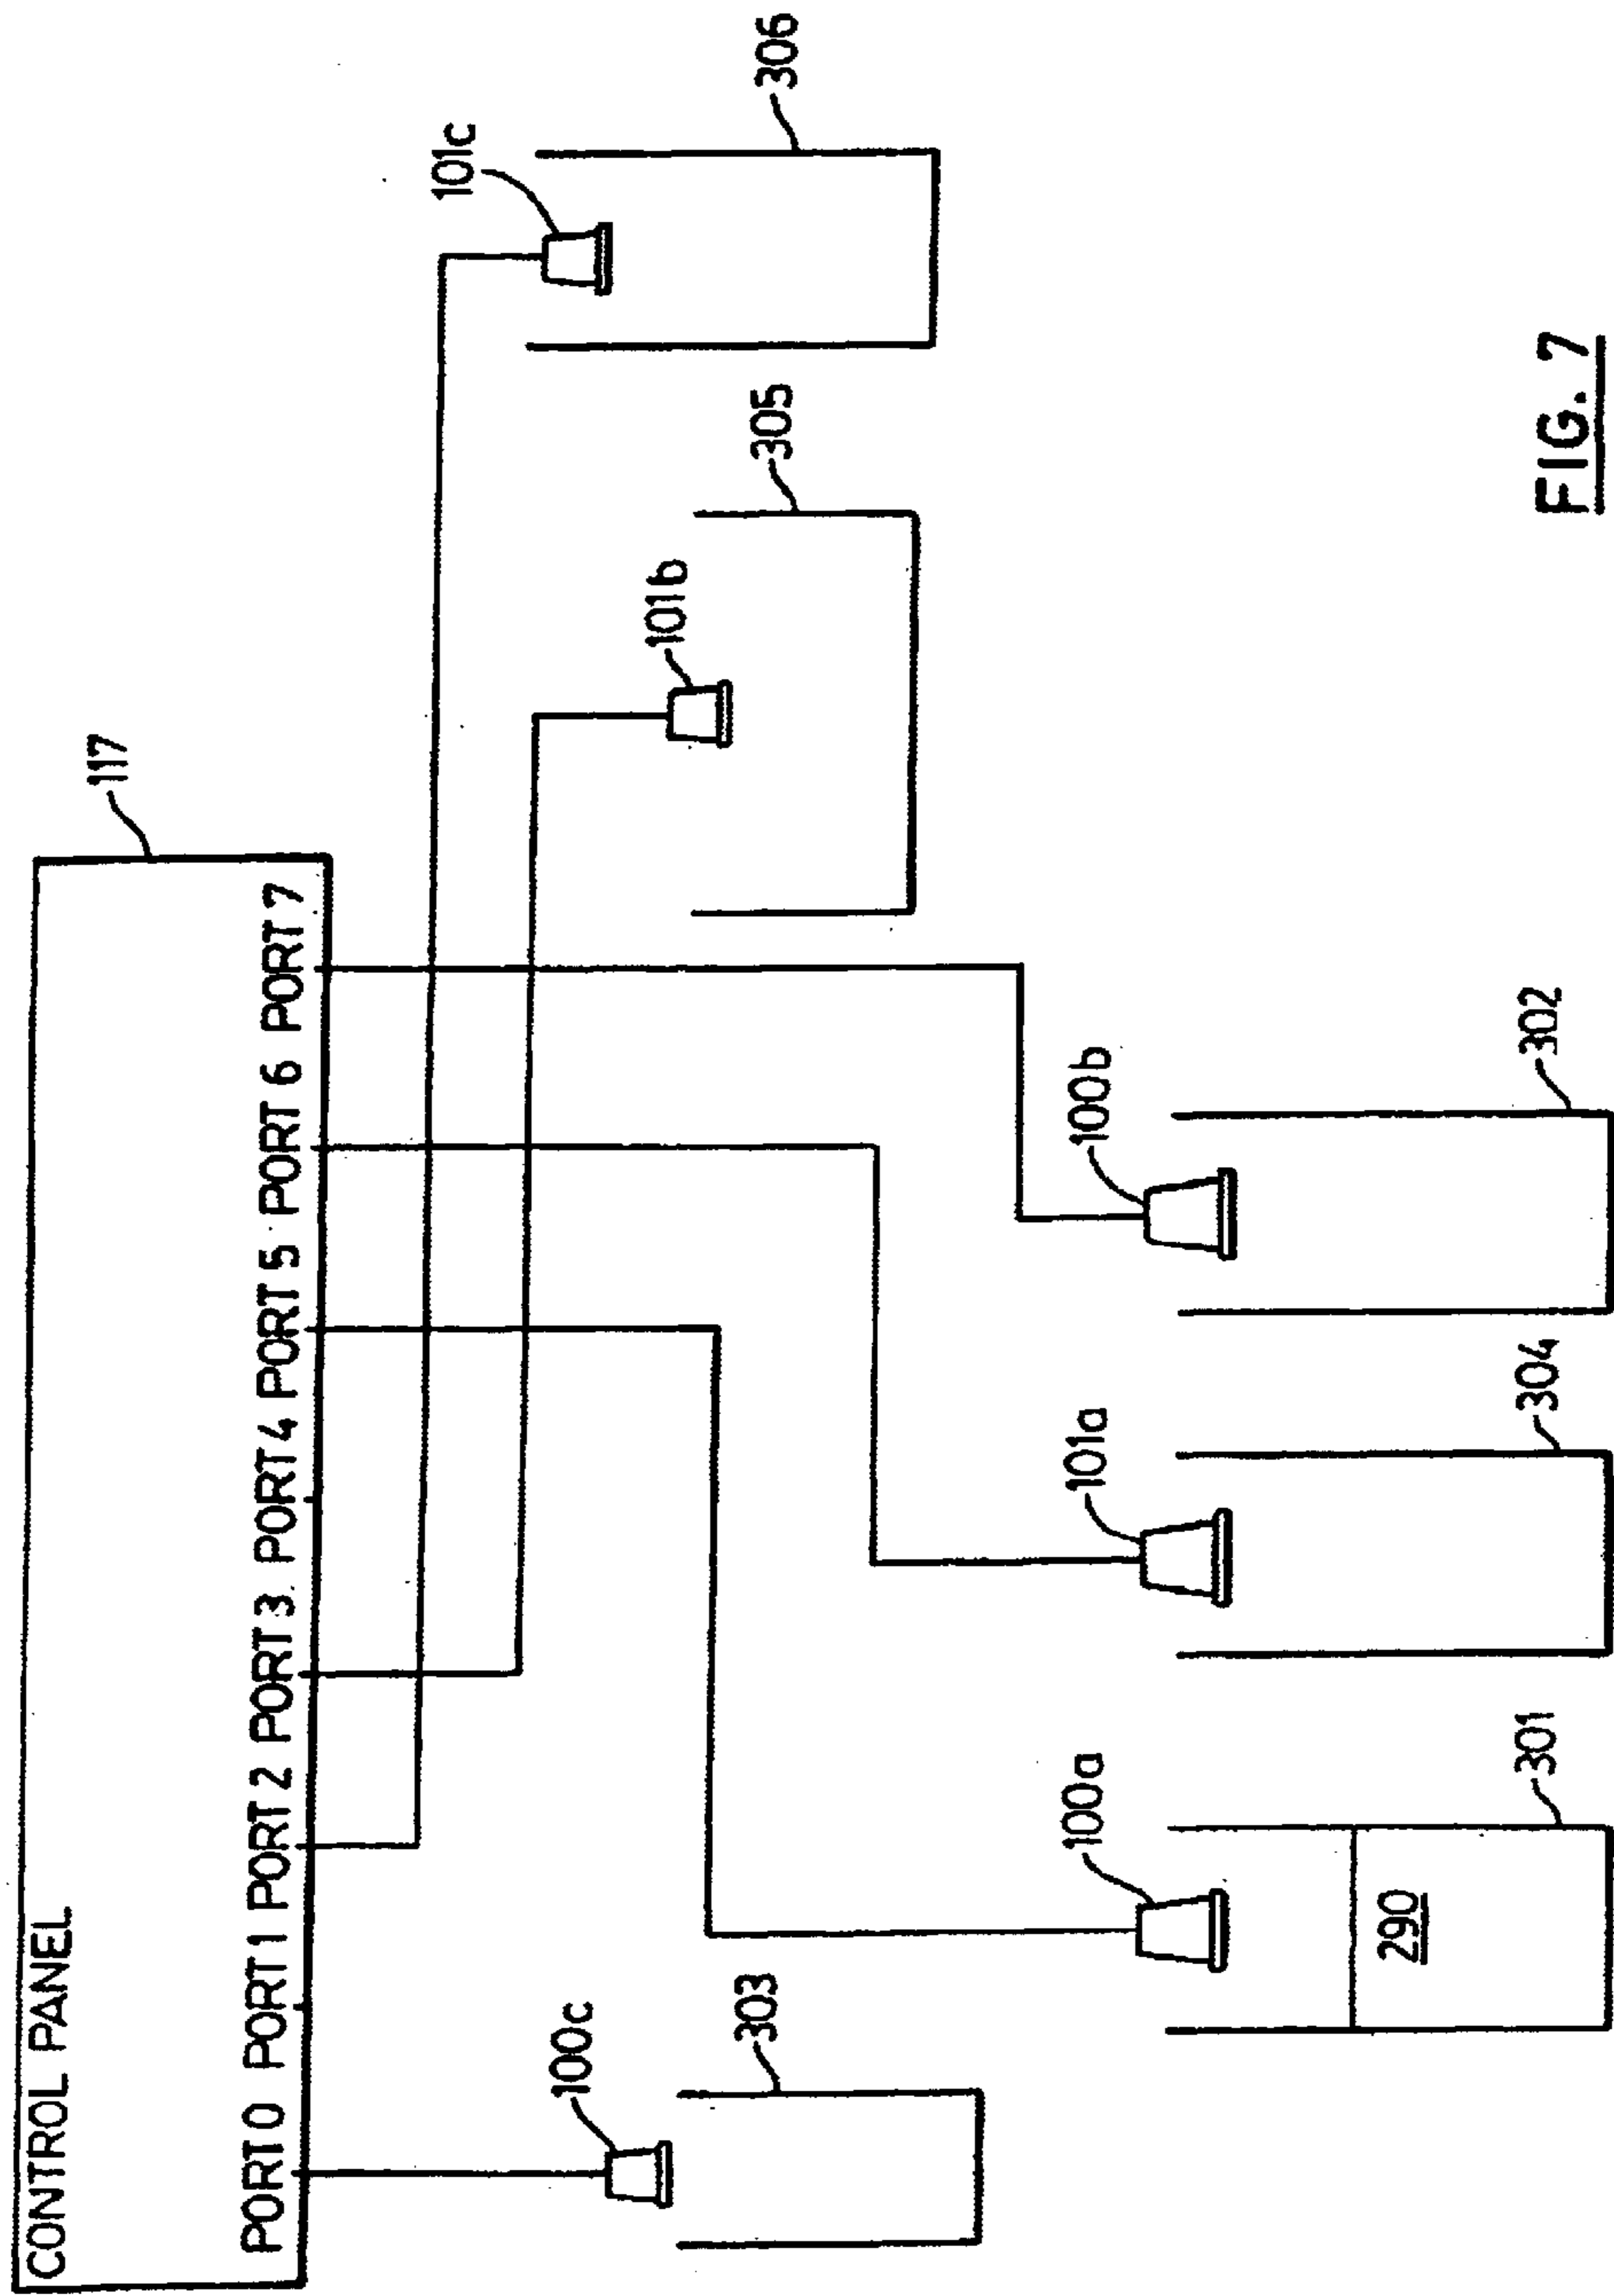 CONTROL PANEL
117
PORT 0 PORT 1 PORT 2 PORT 3 PORT 4 PORT 5 PORT 6 PORT 7
101c
306
100c
101b
303
305
100a
101a
100b
290
301
304
302
FIG. 7